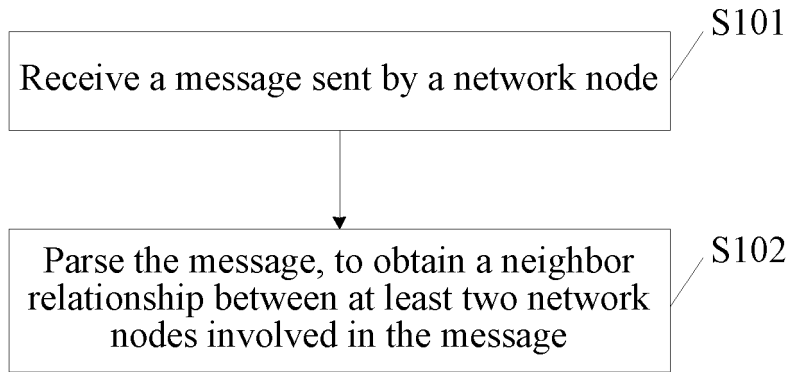 S101
Receive a message sent by a network node
S102
Parse the message, to obtain a neighbor
relationship between at least two network
nodes involved in the message